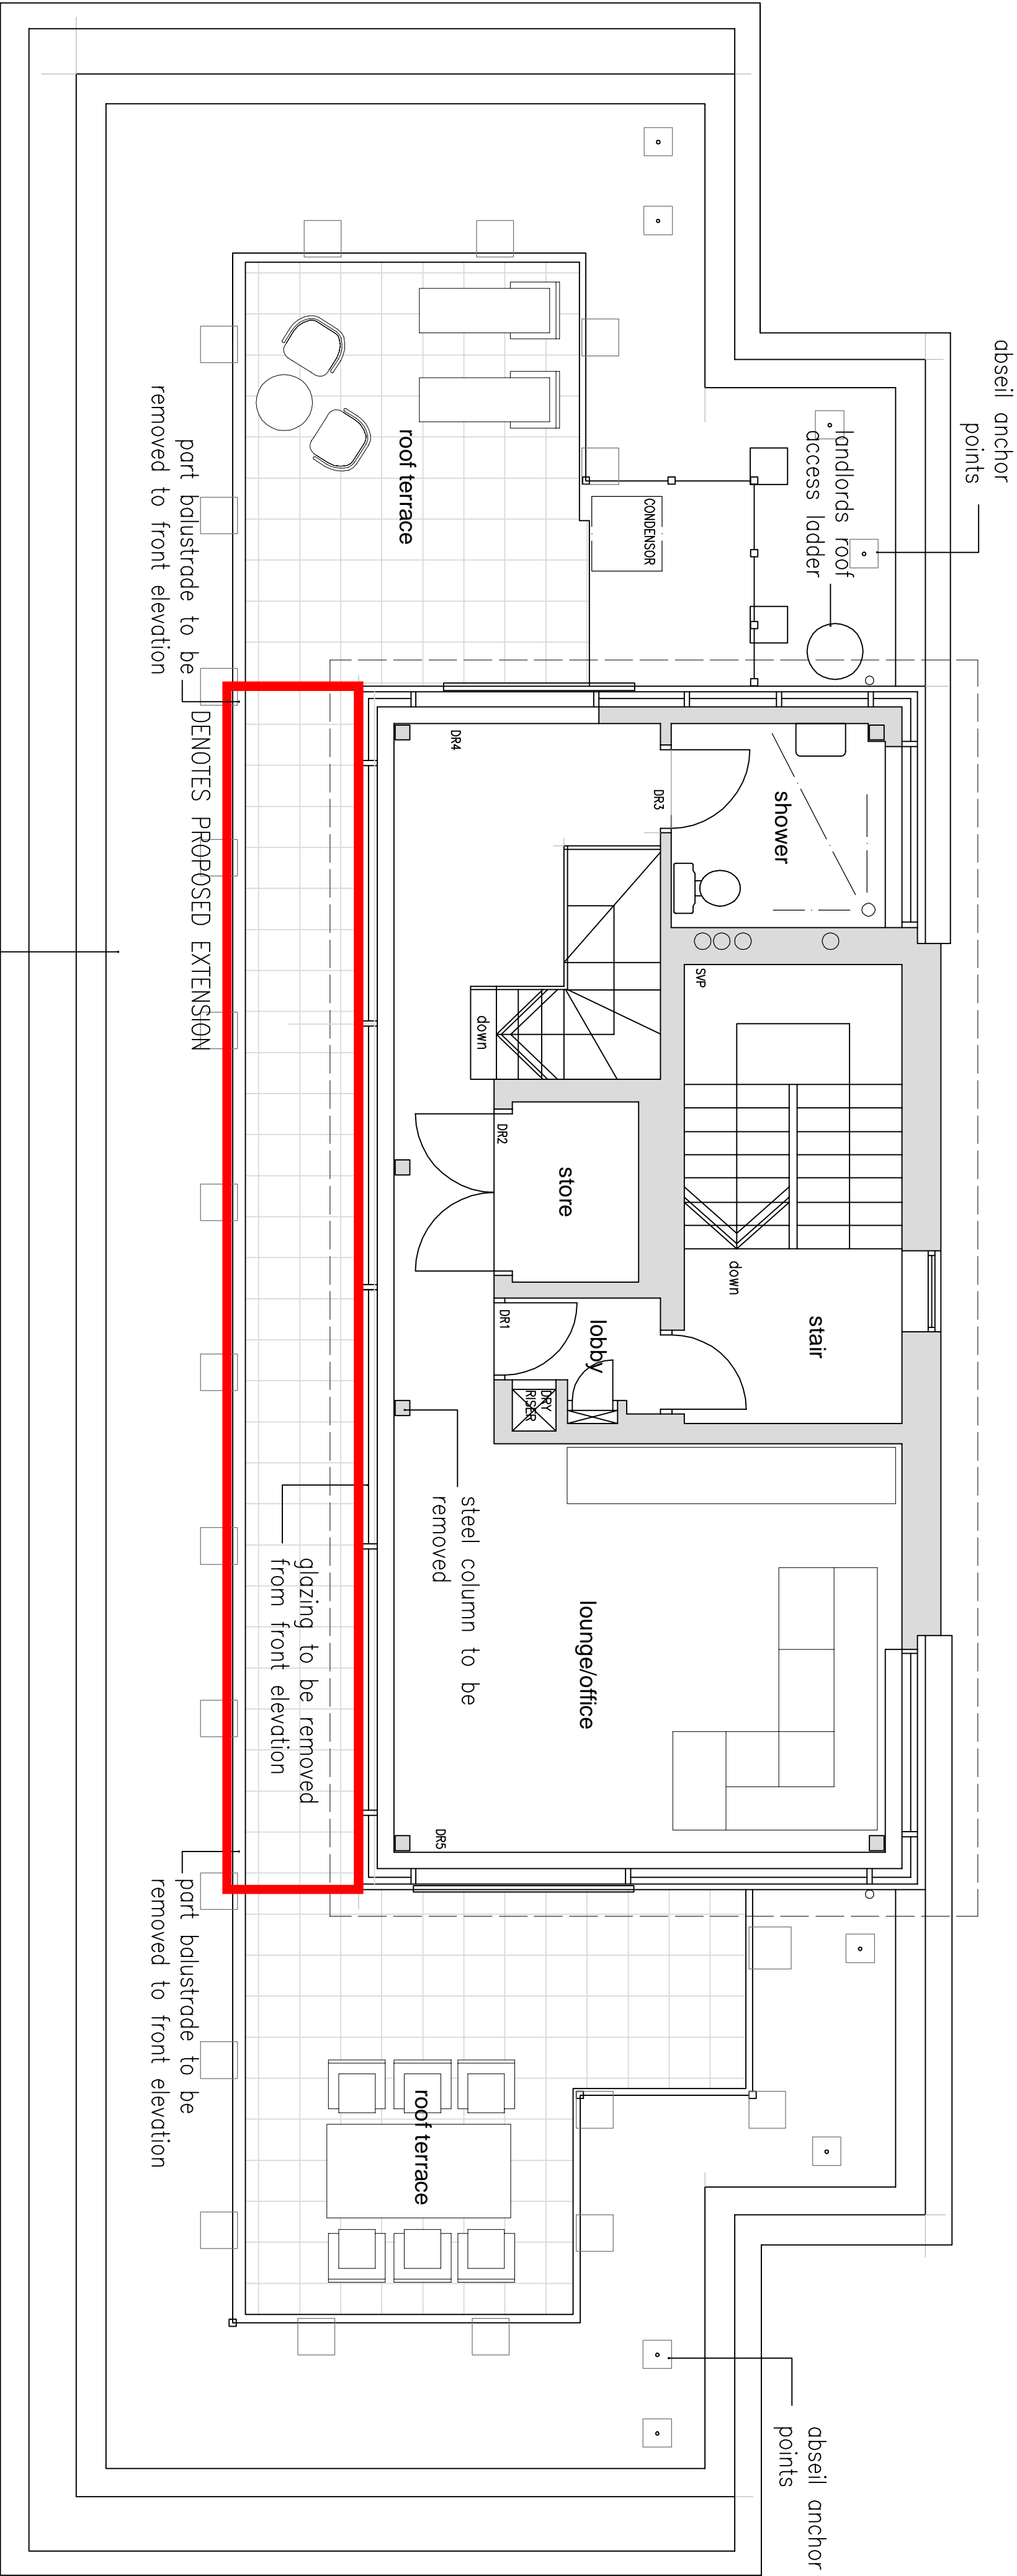 abseil anchor
points
landlords roof
access ladder
CONDENSOR
roof terrace
part balustrade to be
removed to front elevation
DENOTES PROPOSED EXTENSION
shower
DR3
DR4
SVP
down
DR2
store
down
stair
lobby
DR1
DRY
RISER
steel column to be
removed
lounge/office
glazing to be removed
from front elevation
DR5
part balustrade to be
removed to front elevation
roof terrace
abseil anchor
points